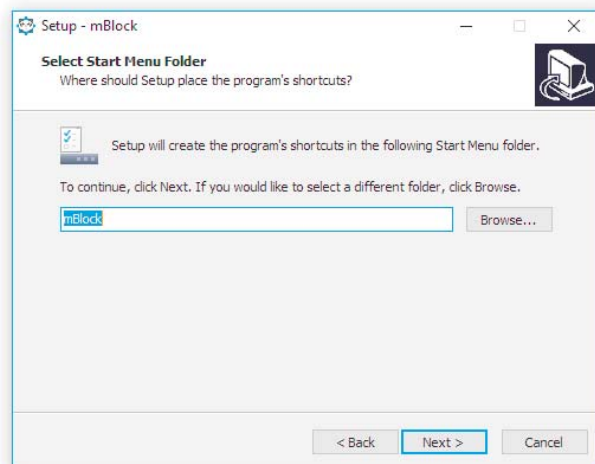 Setup - mBlock
Select Start Menu Folder
Where should Setup place the program's shortcuts?
Setup will create the program's shortcuts in the following Start Menu folder.
To continue, click Next. If you would like to select a different folder, click Browse.
mBlock
Browse...
< Back
Next >
Cancel